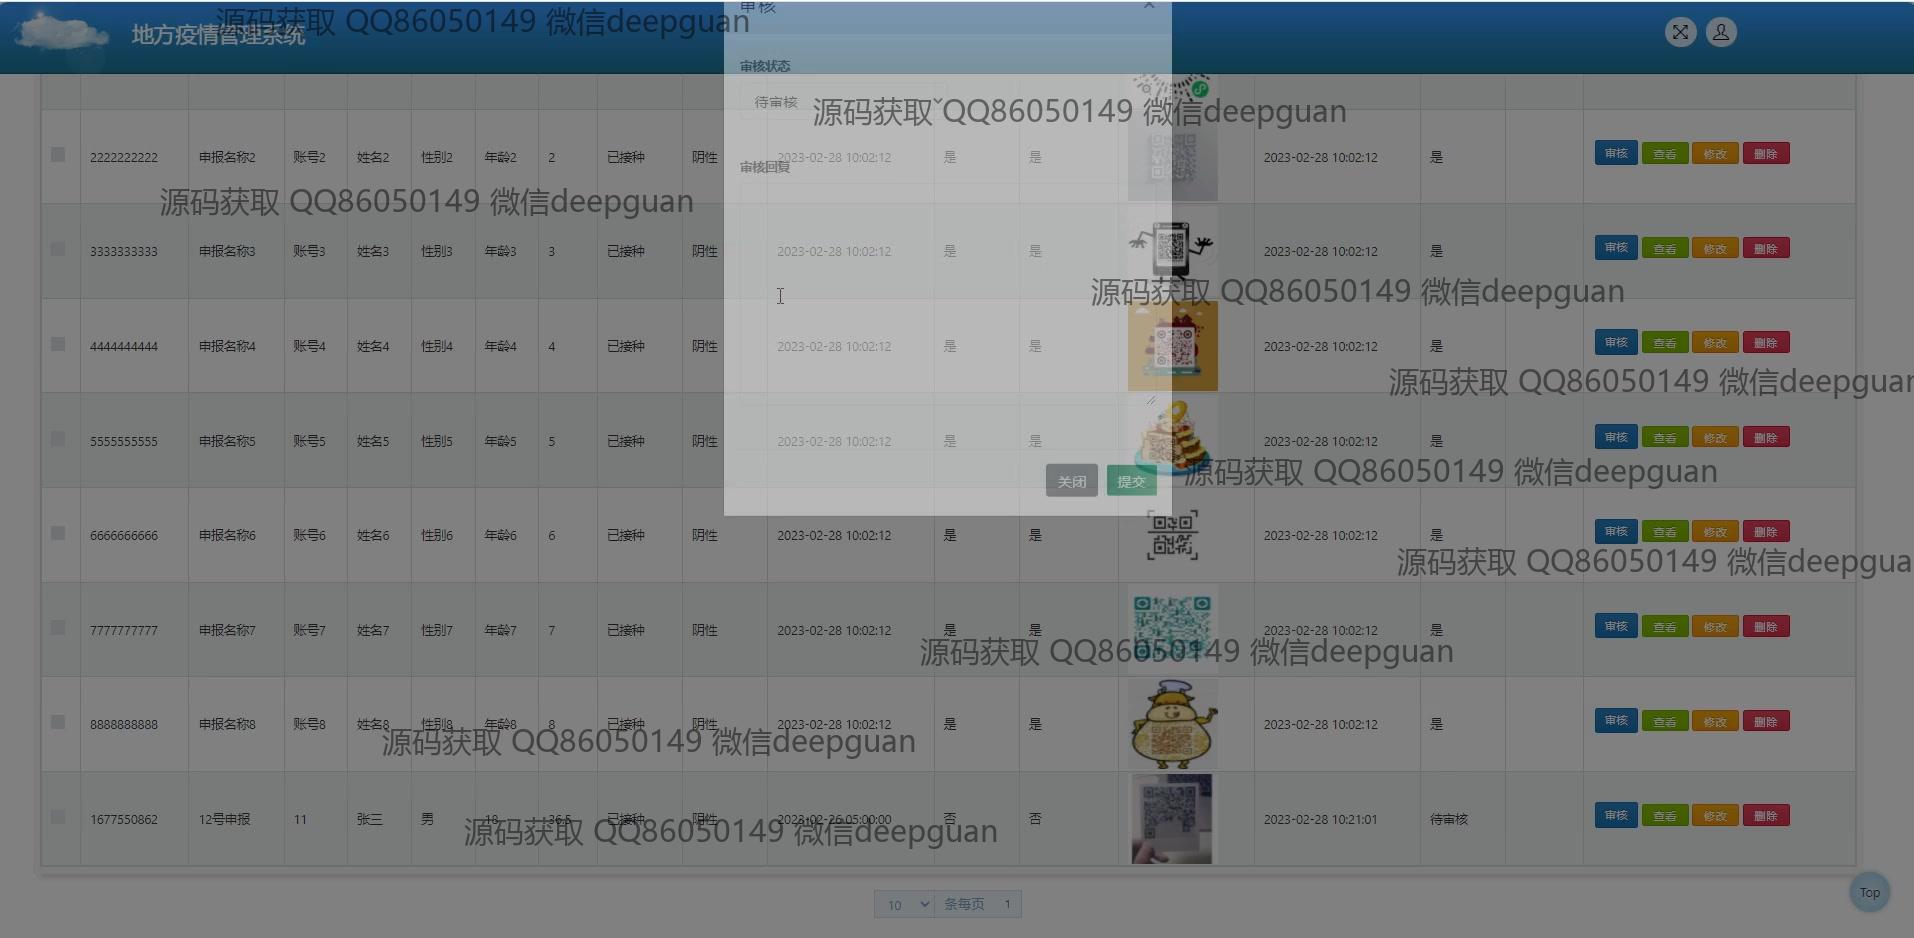 源码获取 QQ86050149 微信deepguan
地方疫情管理系统
审核
审核状态
待审核
源码获取 QQ86050149 微信deepguan
2222222222 申报名称2 账号2 姓名2 性别2 年龄2 2 已接种 阴性 2023-02-28 10:02:12 是 是 2023-02-28 10:02:12 是 审核 查看 修改 删除
审核回复
源码获取 QQ86050149 微信deepguan
3333333333 申报名称3 账号3 姓名3 性别3 年龄3 3 已接种 阴性 2023-02-28 10:02:12 是 是 2023-02-28 10:02:12 是 审核 查看 修改 删除
源码获取 QQ86050149 微信deepguan
4444444444 申报名称4 账号4 姓名4 性别4 年龄4 4 已接种 阴性 2023-02-28 10:02:12 是 是 2023-02-28 10:02:12 是 审核 查看 修改 删除
源码获取 QQ86050149 微信deepguan
5555555555 申报名称5 账号5 姓名5 性别5 年龄5 5 已接种 阴性 2023-02-28 10:02:12 是 是 2023-02-28 10:02:12 是 审核 查看 修改 删除
源码获取 QQ86050149 微信deepguan
关闭 提交
6666666666 申报名称6 账号6 姓名6 性别6 年龄6 6 已接种 阴性 2023-02-28 10:02:12 是 是 2023-02-28 10:02:12 是 审核 查看 修改 删除
源码获取 QQ86050149 微信deepgua
7777777777 申报名称7 账号7 姓名7 性别7 年龄7 7 已接种 阴性 2023-02-28 10:02:12 是 是 2023-02-28 10:02:12 是 审核 查看 修改 删除
源码获取 QQ86050149 微信deepguan
8888888888 申报名称8 账号8 姓名8 性别8 年龄8 8 已接种 阴性 2023-02-28 10:02:12 是 是 2023-02-28 10:02:12 是 审核 查看 修改 删除
源码获取 QQ86050149 微信deepguan
1677550862 12号申报 11 张三 男 18 36.5 已接种 阴性 2023-02-26 05:00:00 否 否 2023-02-28 10:21:01 待审核 审核 查看 修改 删除
源码获取 QQ86050149 微信deepguan
Top
10 条每页 1